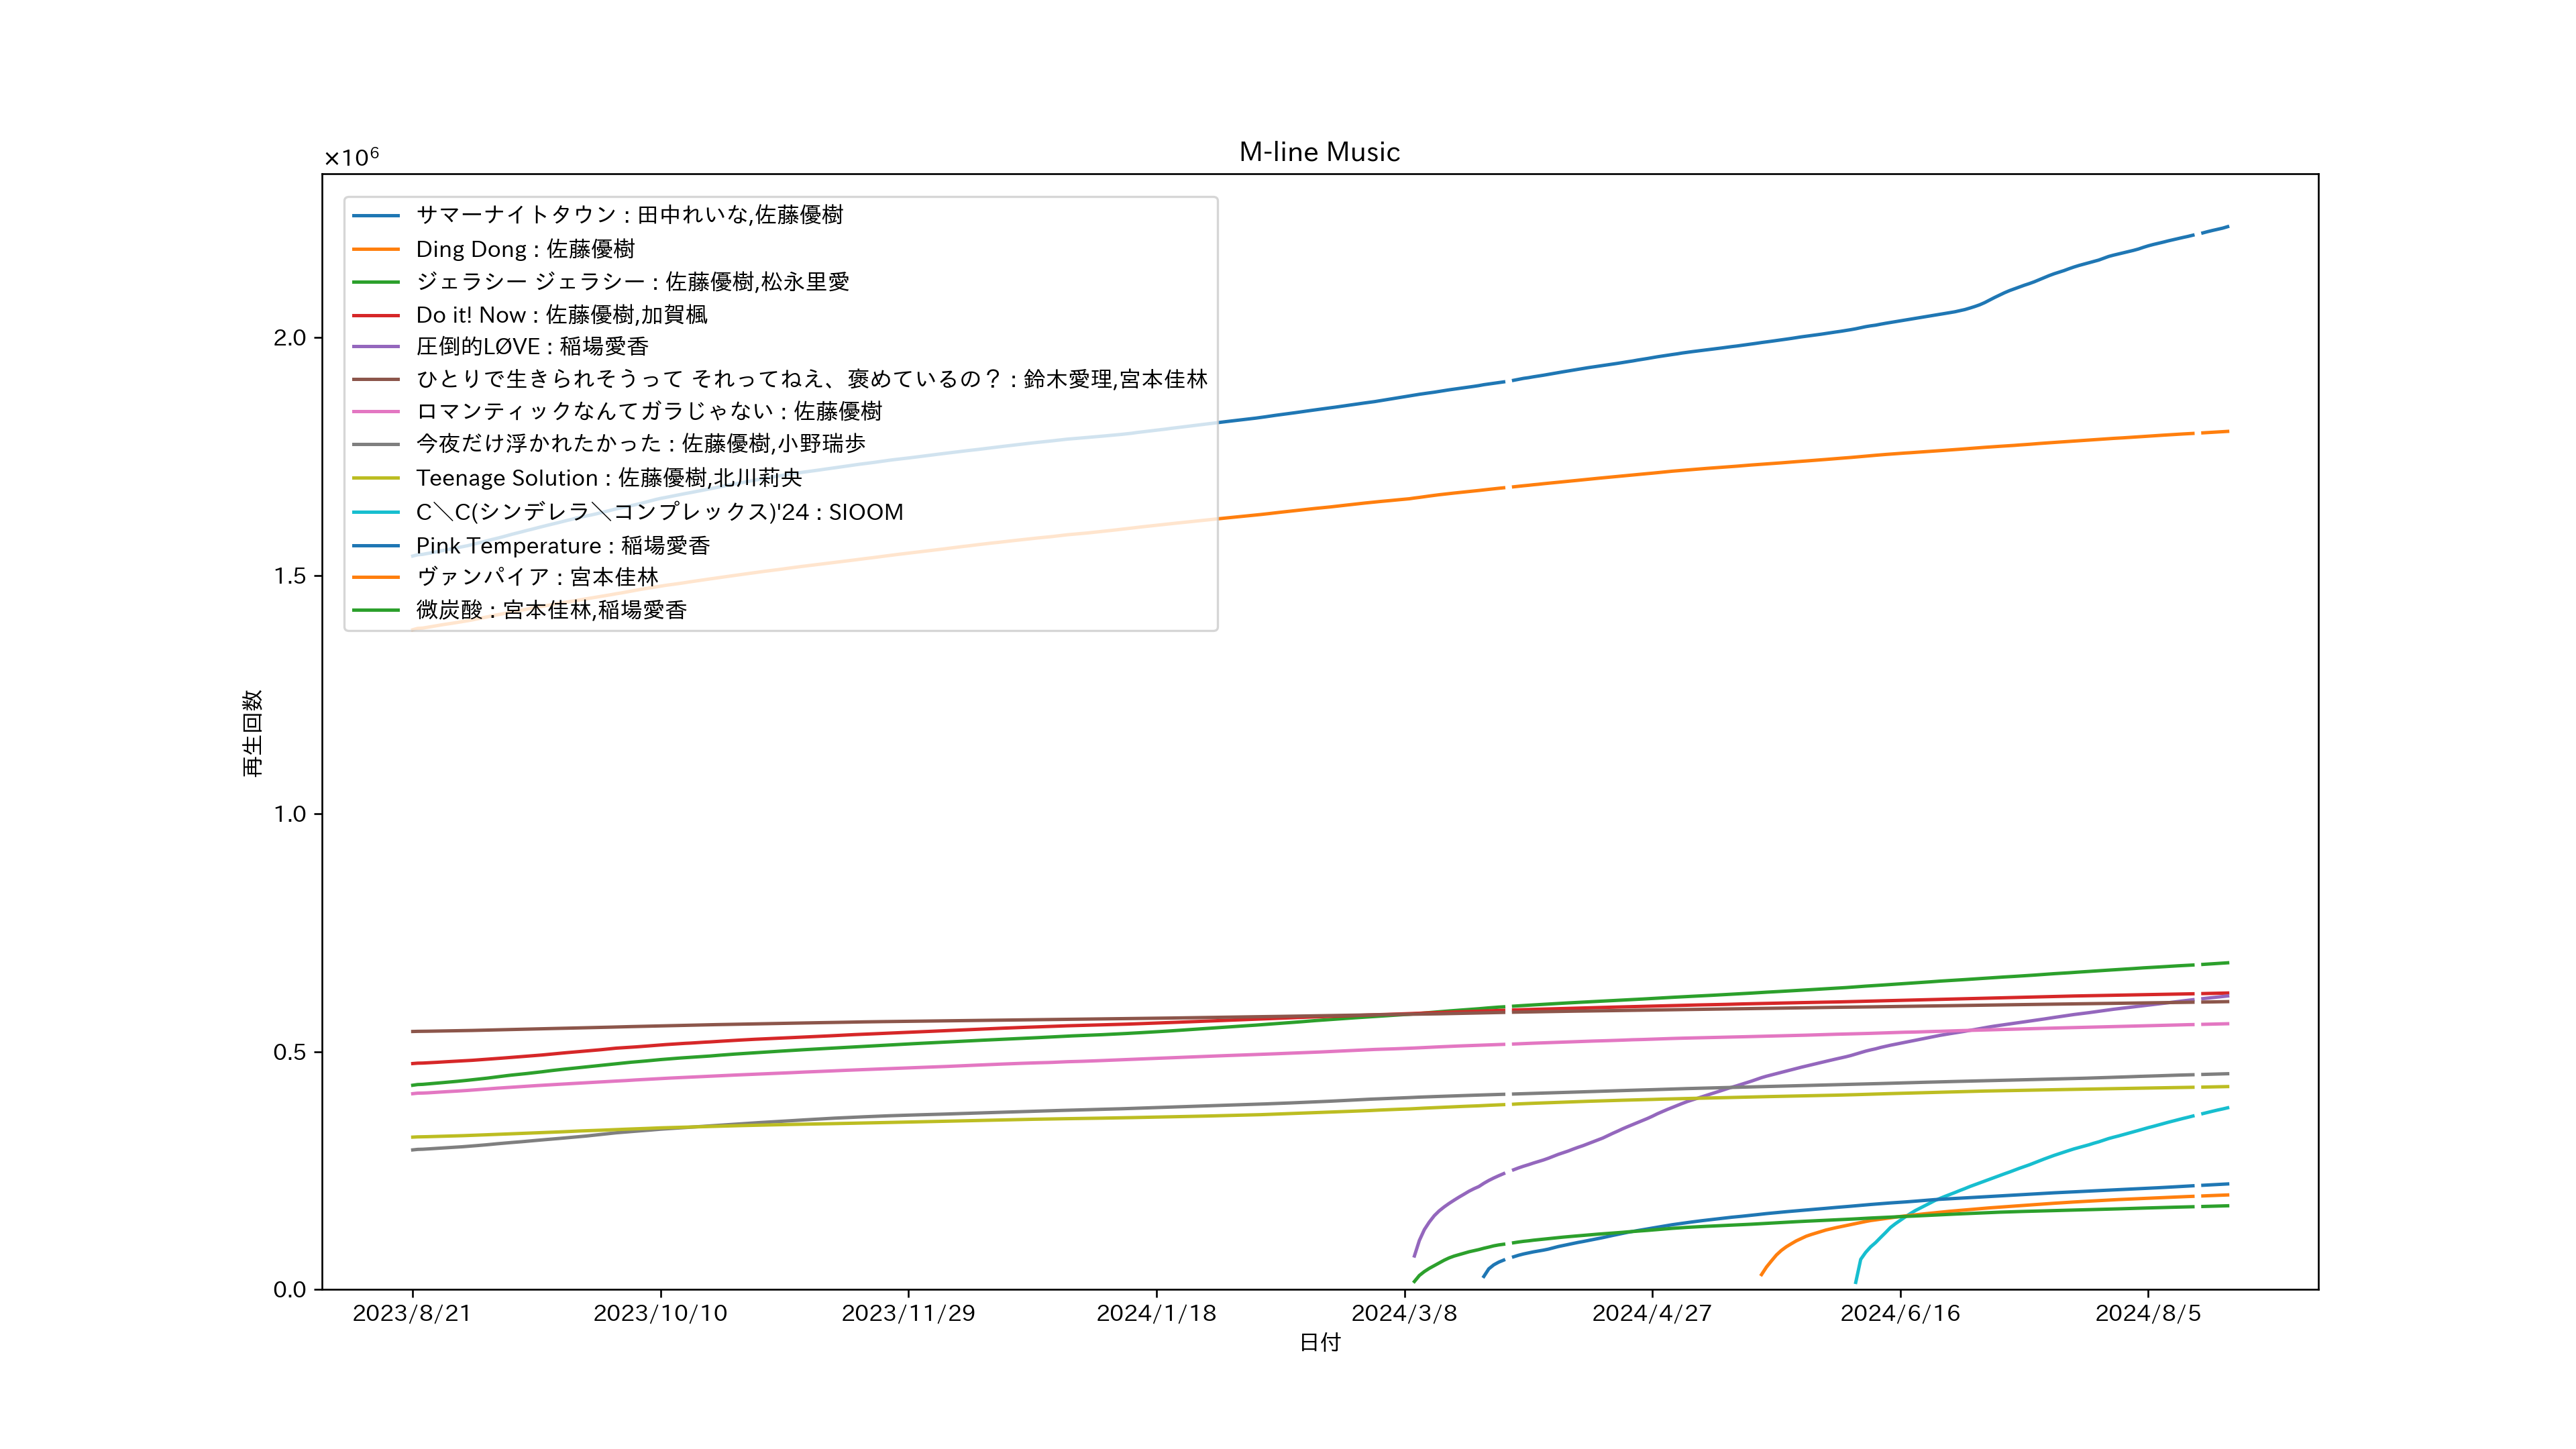 M-line Music
×10⁶
サマーナイトタウン : 田中れいな,佐藤優樹
Ding Dong : 佐藤優樹
ジェラシー ジェラシー : 佐藤優樹,松永里愛
Do it! Now : 佐藤優樹,加賀楓
圧倒的LØVE : 稲場愛香
ひとりで生きられそうって それってねえ、褒めているの? : 鈴木愛理,宮本佳林
ロマンティックなんてガラじゃない : 佐藤優樹
今夜だけ浮かれたかった : 佐藤優樹,小野瑞歩
Teenage Solution : 佐藤優樹,北川莉央
C＼C(シンデレラ＼コンプレックス)'24 : SIOOM
Pink Temperature : 稲場愛香
ヴァンパイア : 宮本佳林
微炭酸 : 宮本佳林,稲場愛香
2.0
1.5
1.0
0.5
0.0
再生回数
2023/8/21
2023/10/10
2023/11/29
2024/1/18
2024/3/8
2024/4/27
2024/6/16
2024/8/5
日付